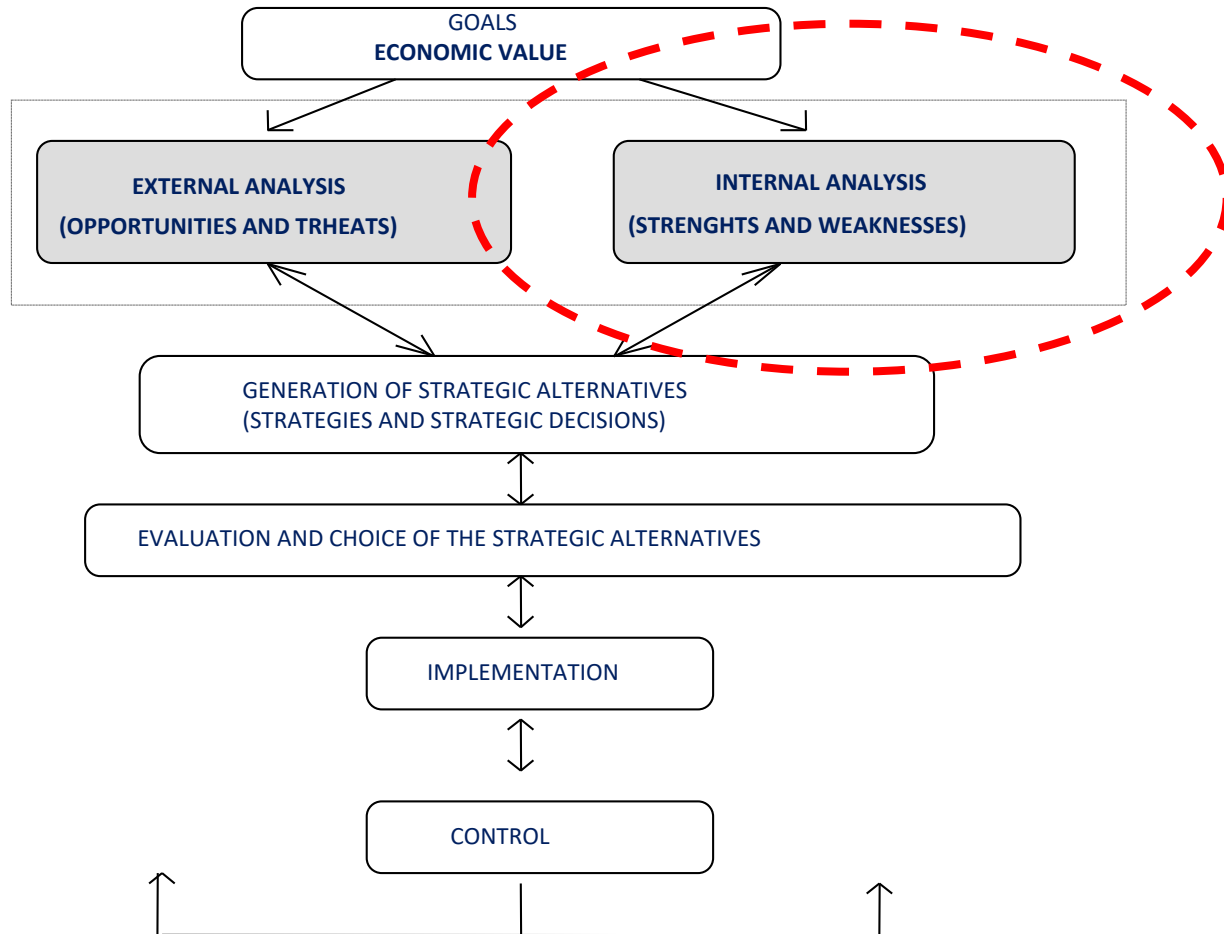 GOALS
ECONOMIC VALUE
EXTERNAL ANALYSIS
(OPPORTUNITIES AND TRHEATS)
INTERNAL ANALYSIS
(STRENGHTS AND WEAKNESSES)
GENERATION OF STRATEGIC ALTERNATIVES
(STRATEGIES AND STRATEGIC DECISIONS)
EVALUATION AND CHOICE OF THE STRATEGIC ALTERNATIVES
IMPLEMENTATION
CONTROL